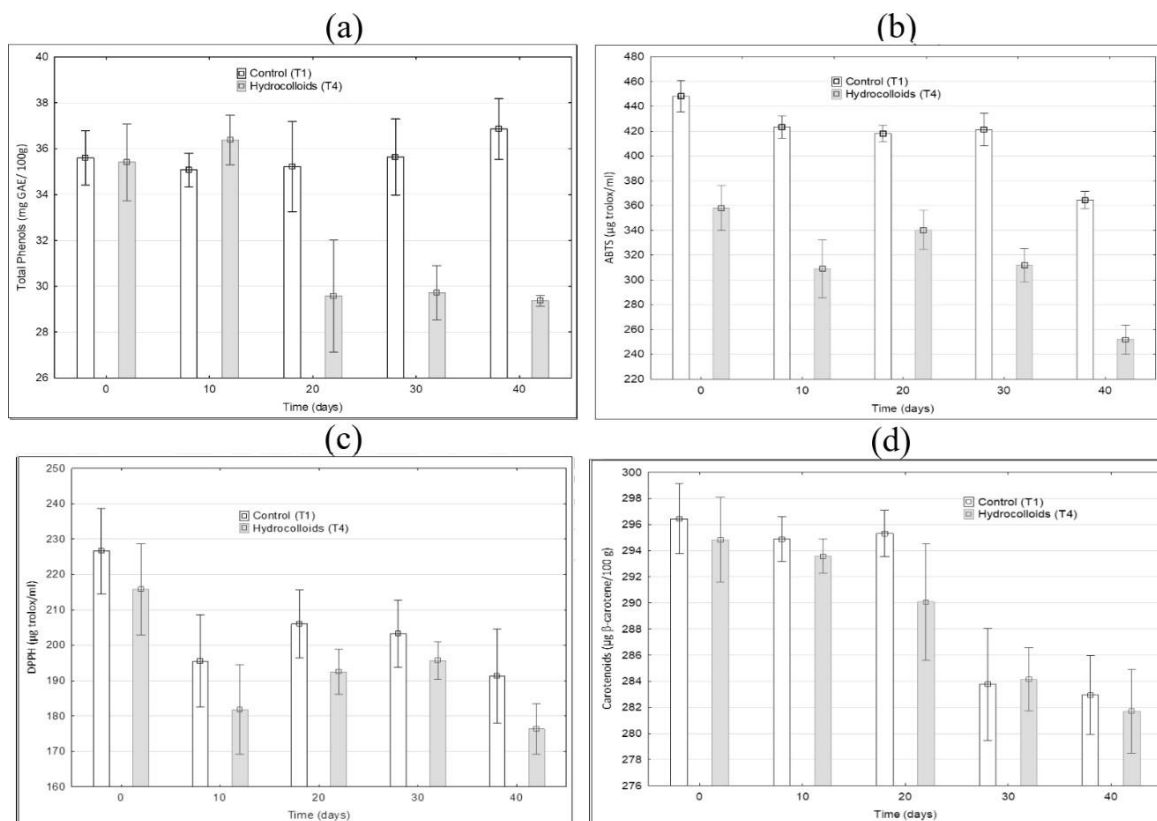 (a)
40
38
36
34
32
30
28
26
Total Phenols (mg GAE/ 100g)
Control (T1)
Hydrocolloids (T4)
0 10 20 30 40
Time (days)
(b)
480
460
440
420
400
380
360
340
320
300
280
260
240
220
ABTS (µg trolox/ml)
Control (T1)
Hydrocolloids (T4)
0 10 20 30 40
Time (days)
(c)
250
240
230
220
210
200
190
180
170
160
DPPH (µg trolox/ml)
Control (T1)
Hydrocolloids (T4)
0 10 20 30 40
Time (days)
(d)
300
298
296
294
292
290
288
286
284
282
280
278
276
Carotenoids (µg β-carotene/100 g)
Control (T1)
Hydrocolloids (T4)
0 10 20 30 40
Time (days)